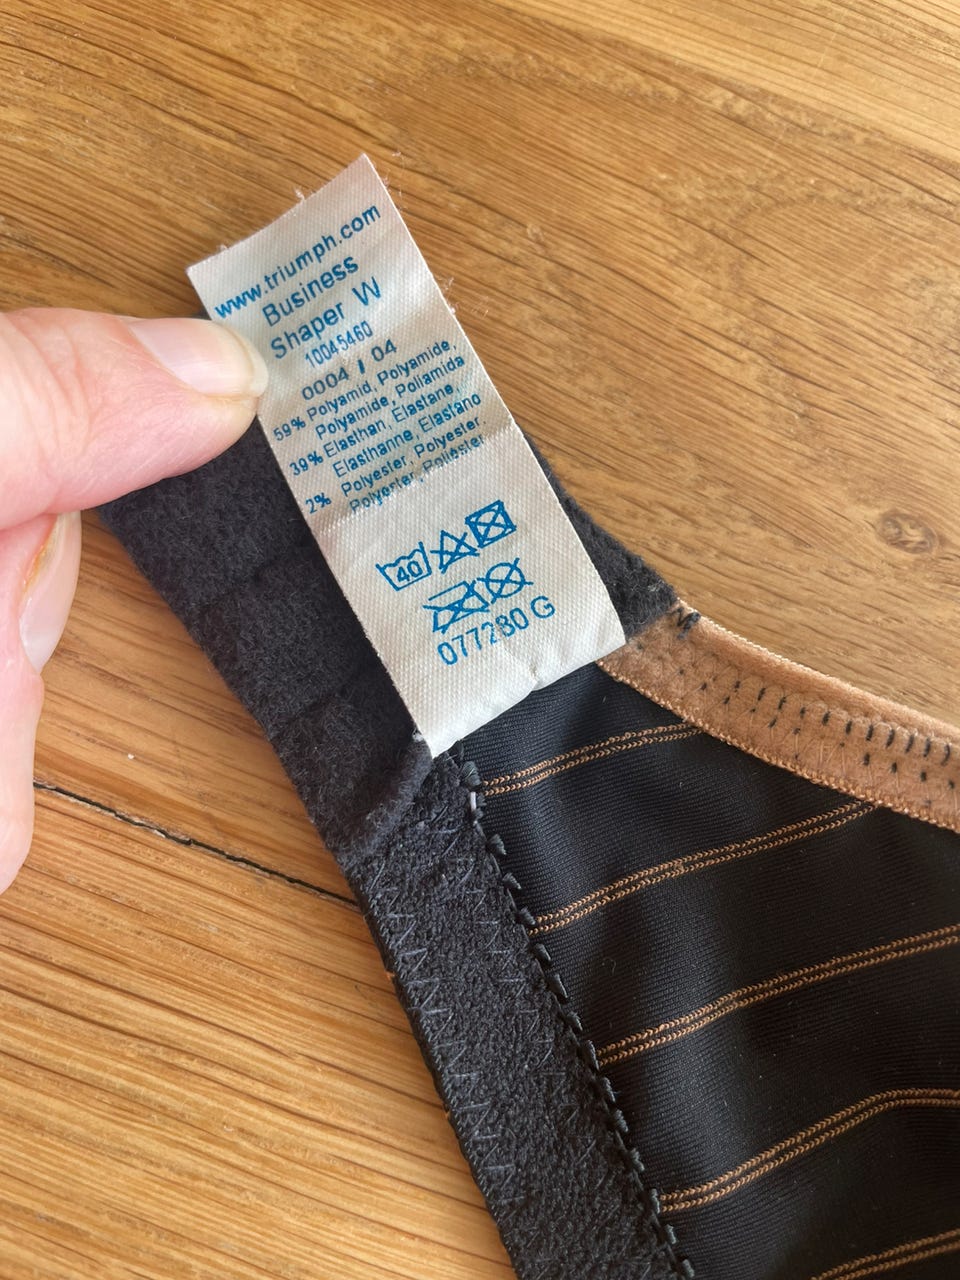 www.triumph.com
Business
Shaper W
10045460
0004 / 04
59% Polyamid, Polyamide,
Polyamide, Poliamida
39% Elasthan, Elastane
Elasthanne, Elastano
2% Polyester, Polyester
Polyester, Poliéster
40
077280 G